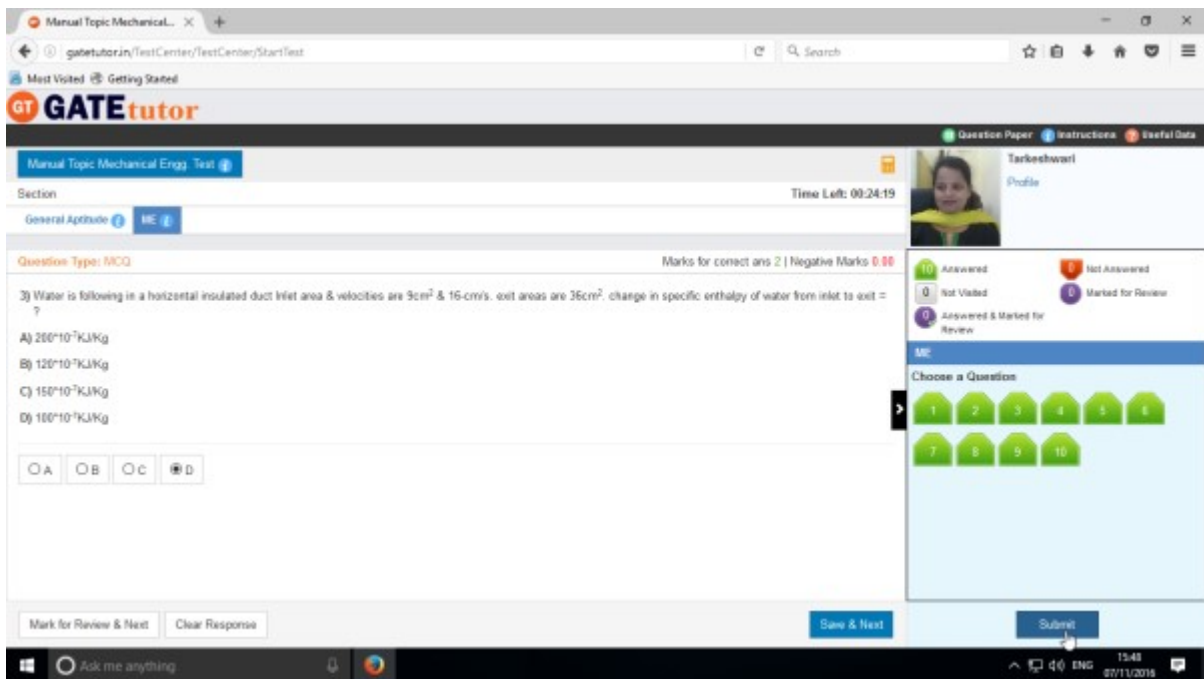 Manual Topic Mechanical...
gatetutor.in/TestCenter/TestCenter/StartTest
Search
Most Visited Getting Started
GT GATEtutor
Question Paper Instructions Useful Data
Manual Topic Mechanical Engg. Test
Tarkeshwari
Profile
Section Time Left: 00:24:19
General Aptitude ME
Question Type: MCQ Marks for correct ans 2 | Negative Marks 0.00
3) Water is following in a horizental insulated duct Inlet area & velocities are 9cm² & 16-cm/s. exit areas are 36cm². change in specific enthalpy of water from inlet to exit =
?
A) 200*10⁻⁷KJ/Kg
B) 120*10⁻⁷KJ/Kg
C) 150*10⁻⁷KJ/Kg
D) 100*10⁻⁷KJ/Kg
A B C D
10 Answered 0 Not Answered
0 Not Visited 0 Marked for Review
0 Answered & Marked for
Review
ME
Choose a Question
1 2 3 4 5 6
7 8 9 10
Mark for Review & Next Clear Response Save & Next Submit
Ask me anything
ENG
15:48
07/11/2016